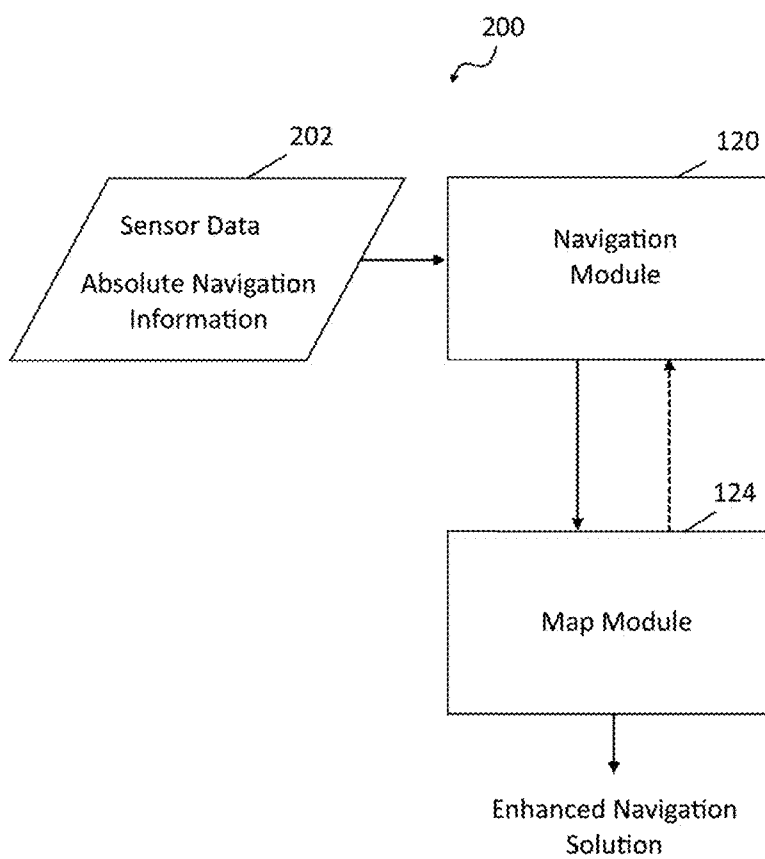 200
202
120
Sensor Data
Absolute Navigation
Information
Navigation
Module
124
Map Module
Enhanced Navigation
Solution